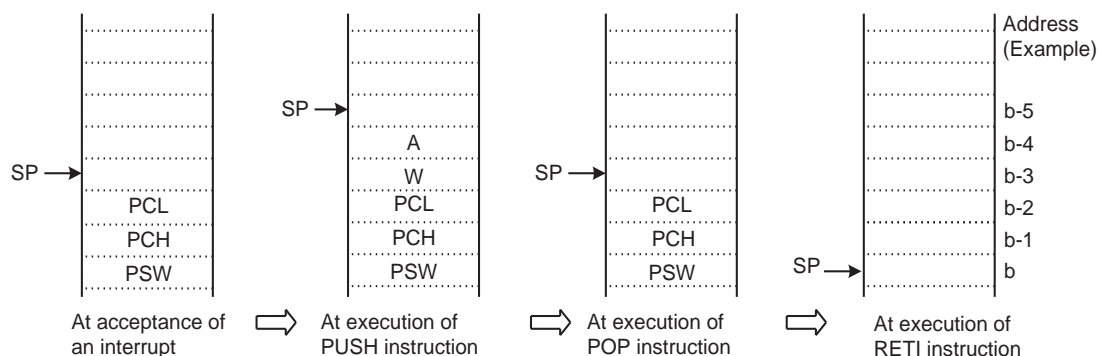 Address
(Example)
SP
b-5
A
b-4
SP
W
SP
b-3
PCL
PCL
PCL
b-2
PCH
PCH
PCH
b-1
PSW
PSW
PSW
SP
b
At acceptance of
an interrupt
At execution of
PUSH instruction
At execution of
POP instruction
At execution of
RETI instruction